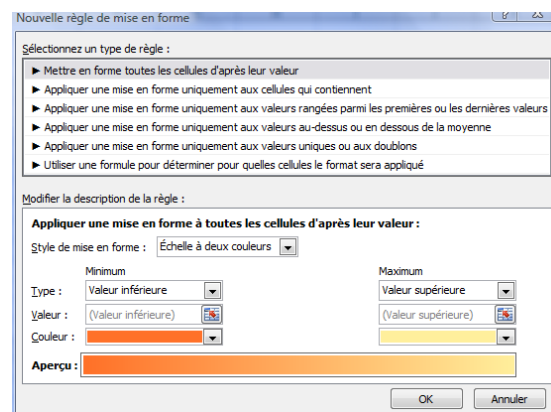 Nouvelle règle de mise en forme
Sélectionnez un type de règle :
► Mettre en forme toutes les cellules d'après leur valeur
► Appliquer une mise en forme uniquement aux cellules qui contiennent
► Appliquer une mise en forme uniquement aux valeurs rangées parmi les premières ou les dernières valeurs
► Appliquer une mise en forme uniquement aux valeurs au-dessus ou en dessous de la moyenne
► Appliquer une mise en forme uniquement aux valeurs uniques ou aux doublons
► Utiliser une formule pour déterminer pour quelles cellules le format sera appliqué
Modifier la description de la règle :
Appliquer une mise en forme à toutes les cellules d'après leur valeur :
Style de mise en forme : Échelle à deux couleurs
Minimum Maximum
Type : Valeur inférieure Valeur supérieure
Valeur : (Valeur inférieure) (Valeur supérieure)
Couleur :
Aperçu :
OK Annuler